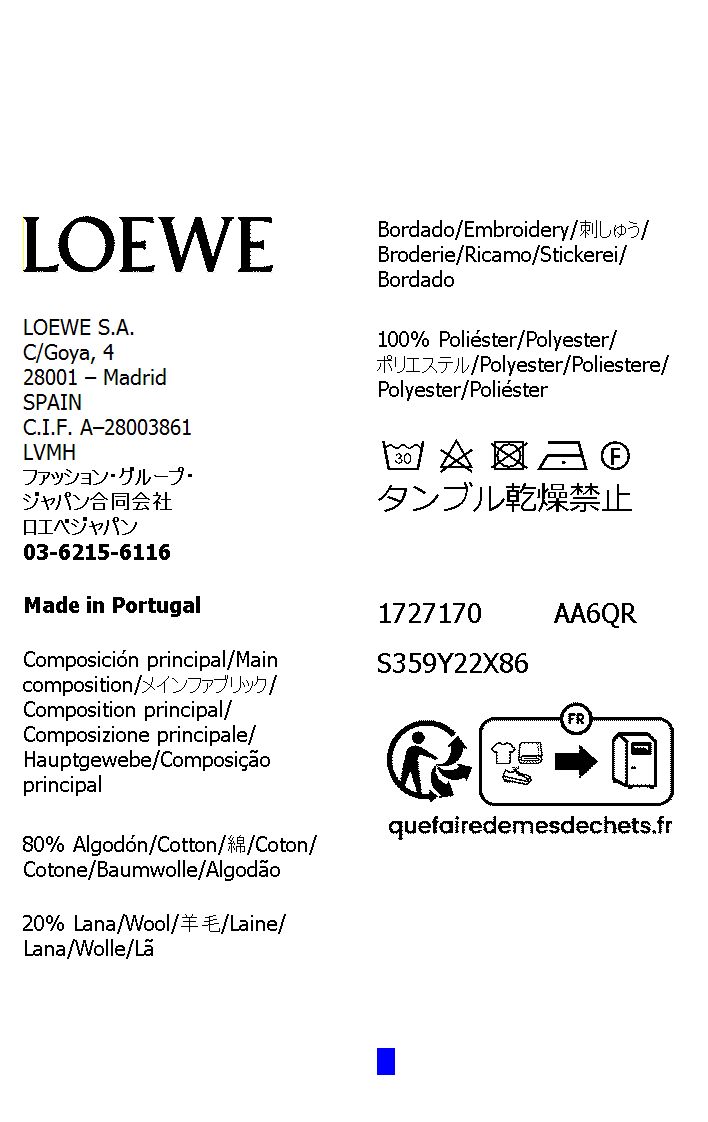 LOEWE
LOEWE S.A.
C/Goya, 4
28001 – Madrid
SPAIN
C.I.F. A–28003861
LVMH
ファッション・グループ・
ジャパン合同会社
ロエベジャパン
03-6215-6116
Made in Portugal
Composición principal/Main
composition/メインファブリック/
Composition principal/
Composizione principale/
Hauptgewebe/Composição
principal
80% Algodón/Cotton/綿/Coton/
Cotone/Baumwolle/Algodão
20% Lana/Wool/羊毛/Laine/
Lana/Wolle/Lã
Bordado/Embroidery/刺しゅう/
Broderie/Ricamo/Stickerei/
Bordado
100% Poliéster/Polyester/
ポリエステル/Polyester/Poliestere/
Polyester/Poliéster
30 F
タンブル乾燥禁止
1727170 AA6QR
S359Y22X86
FR
quefairedemesdechets.fr